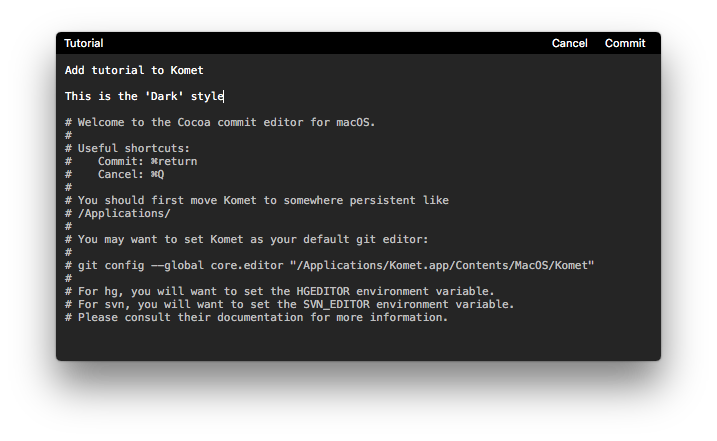 Tutorial Cancel Commit
Add tutorial to Komet
This is the 'Dark' style
# Welcome to the Cocoa commit editor for macOS.
#
# Useful shortcuts:
#    Commit: ⌘return
#    Cancel: ⌘Q
#
# You should first move Komet to somewhere persistent like
# /Applications/
#
# You may want to set Komet as your default git editor:
#
# git config --global core.editor "/Applications/Komet.app/Contents/MacOS/Komet"
#
# For hg, you will want to set the HGEDITOR environment variable.
# For svn, you will want to set the SVN_EDITOR environment variable.
# Please consult their documentation for more information.